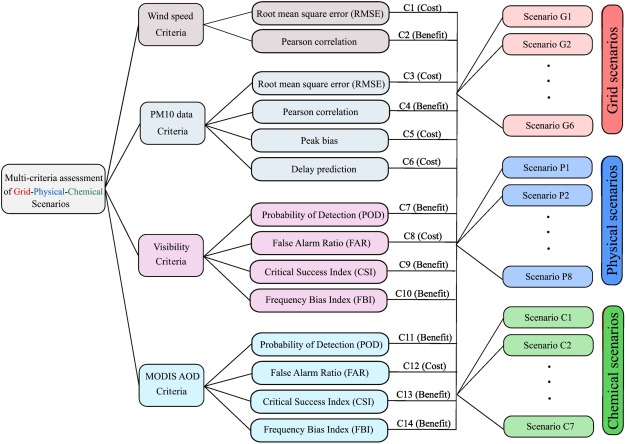 Multi-criteria assessment
of Grid-Physical-Chemical
Scenarios
Wind speed
Criteria
Root mean square error (RMSE)
C1 (Cost)
Pearson correlation
C2 (Benefit)
PM10 data
Criteria
Root mean square error (RMSE)
C3 (Cost)
Pearson correlation
C4 (Benefit)
Peak bias
C5 (Cost)
Delay prediction
C6 (Cost)
Visibility
Criteria
Probability of Detection (POD)
C7 (Benefit)
False Alarm Ratio (FAR)
C8 (Cost)
Critical Success Index (CSI)
C9 (Benefit)
Frequency Bias Index (FBI)
C10 (Benefit)
MODIS AOD
Criteria
Probability of Detection (POD)
C11 (Benefit)
False Alarm Ratio (FAR)
C12 (Cost)
Critical Success Index (CSI)
C13 (Benefit)
Frequency Bias Index (FBI)
C14 (Benefit)
Scenario G1
Scenario G2
Scenario G6
Grid scenarios
Scenario P1
Scenario P2
Scenario P8
Physical scenarios
Scenario C1
Scenario C2
Scenario C7
Chemical scenarios